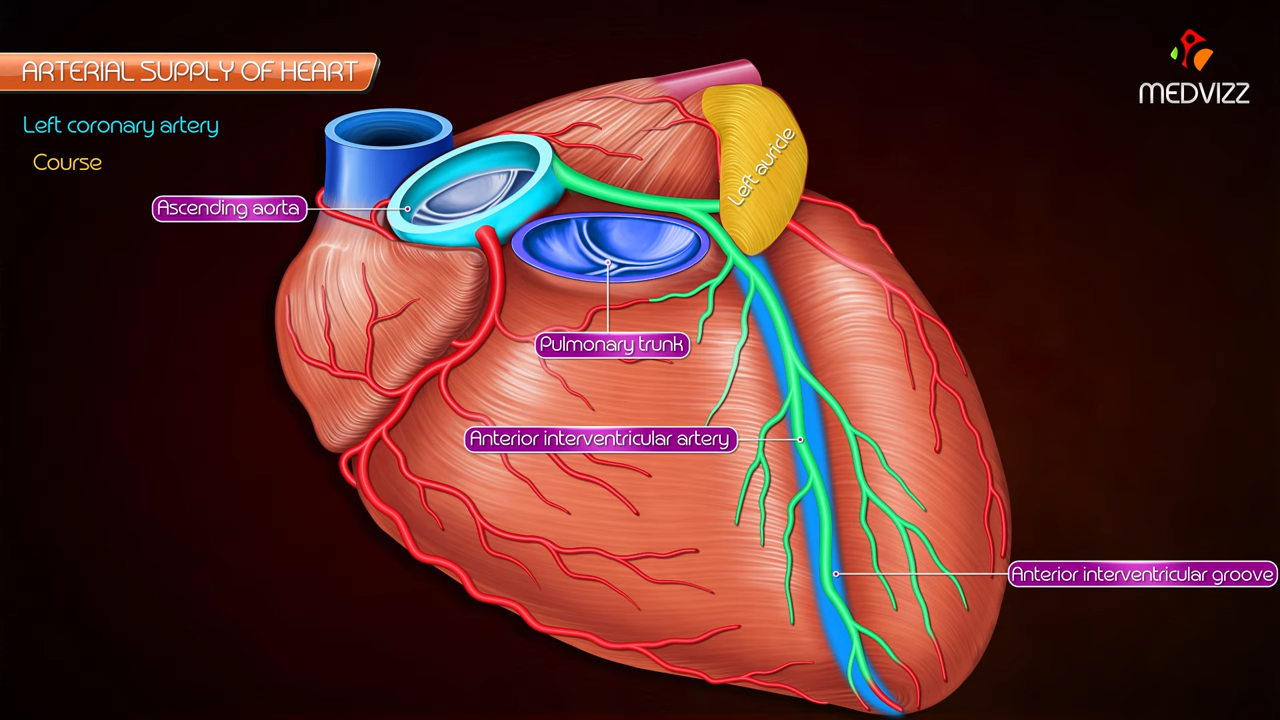 ARTERIAL SUPPLY OF HEART
MEDVIZZ
Left coronary artery
Course
Left auricle
Ascending aorta
Pulmonary trunk
Anterior interventricular artery
Anterior interventricular groove